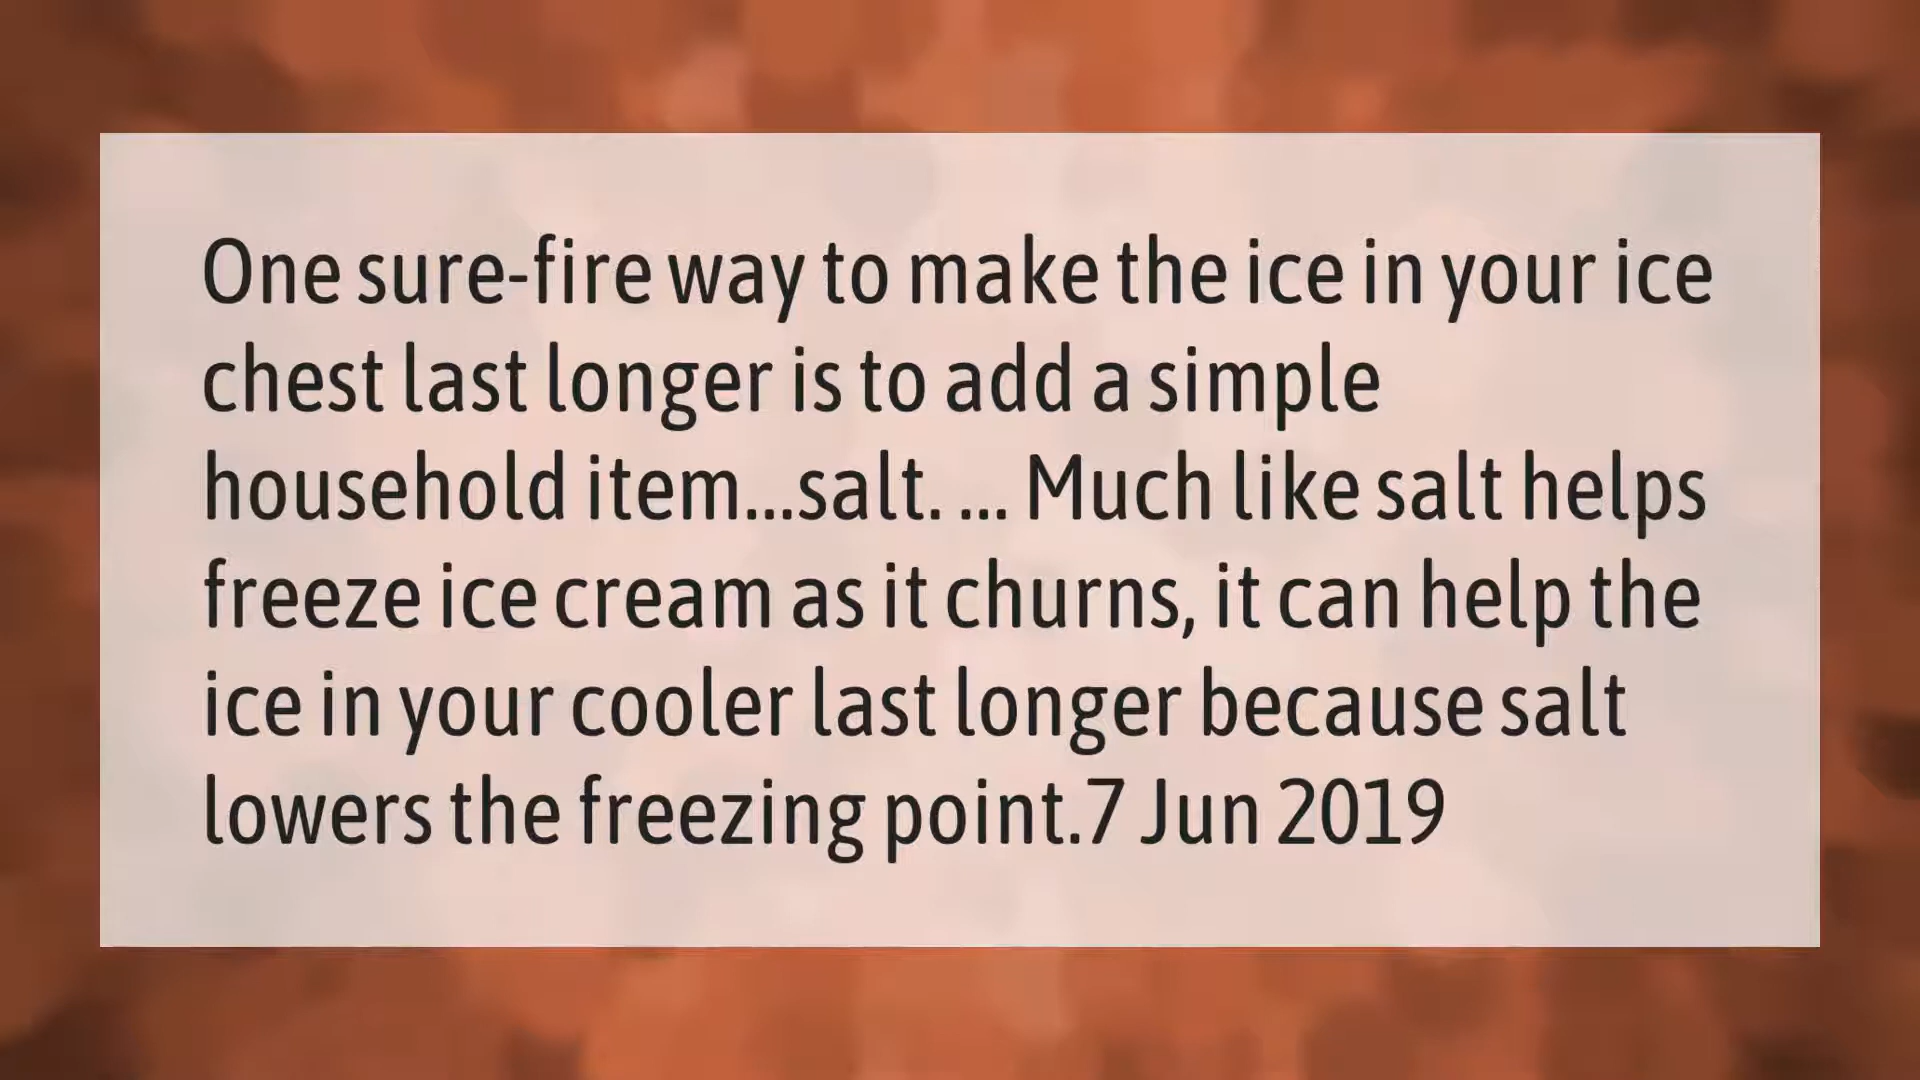 One sure-fire way to make the ice in your ice
chest last longer is to add a simple
household item...salt. ... Much like salt helps
freeze ice cream as it churns, it can help the
ice in your cooler last longer because salt
lowers the freezing point.7 Jun 2019